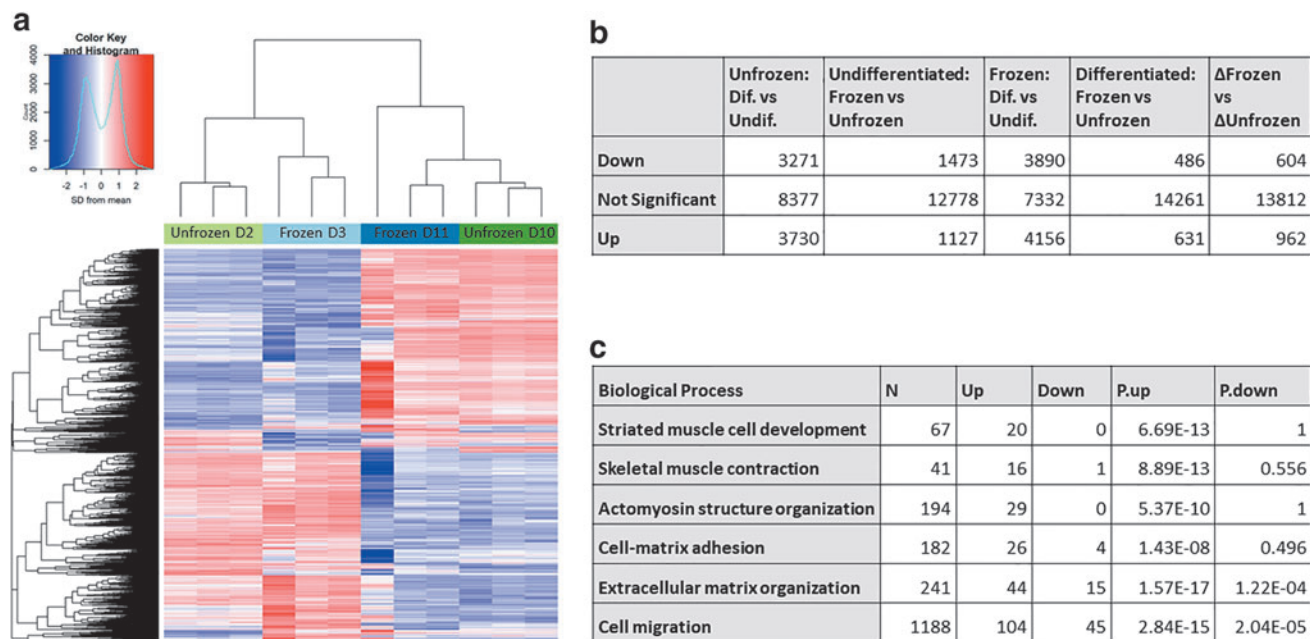 a
Color Key
and Histogram
Count
0 1000 2000 3000 4000
-2 -1 0 1 2
SD from mean
Unfrozen D2 Frozen D3 Frozen D11 Unfrozen D10
b
Unfrozen: Undifferentiated: Frozen: Differentiated: ΔFrozen
Dif. vs Frozen vs Dif. vs Frozen vs vs
Undif. Unfrozen Undif. Unfrozen ΔUnfrozen
Down 3271 1473 3890 486 604
Not Significant 8377 12778 7332 14261 13812
Up 3730 1127 4156 631 962
c
Biological Process N Up Down P.up P.down
Striated muscle cell development 67 20 0 6.69E-13 1
Skeletal muscle contraction 41 16 1 8.89E-13 0.556
Actomyosin structure organization 194 29 0 5.37E-10 1
Cell-matrix adhesion 182 26 4 1.43E-08 0.496
Extracellular matrix organization 241 44 15 1.57E-17 1.22E-04
Cell migration 1188 104 45 2.84E-15 2.04E-05